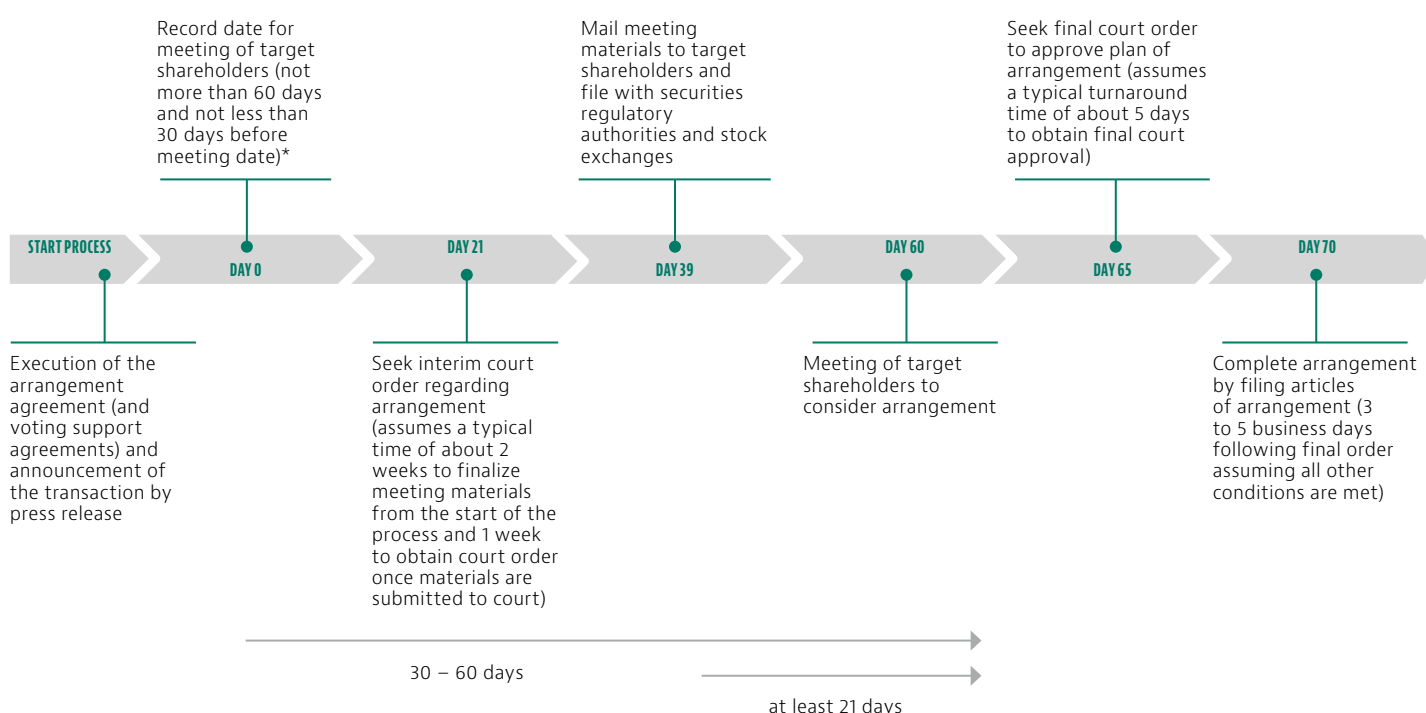 Record date for
meeting of target
shareholders (not
more than 60 days
and not less than
30 days before
meeting date)*
Mail meeting
materials to target
shareholders and
file with securities
regulatory
authorities and stock
exchanges
Seek final court order
to approve plan of
arrangement (assumes
a typical turnaround
time of about 5 days
to obtain final court
approval)
START PROCESS
DAY 0
DAY 21
DAY 39
DAY 60
DAY 65
DAY 70
Execution of the
arrangement
agreement (and
voting support
agreements) and
announcement of
the transaction by
press release
Seek interim court
order regarding
arrangement
(assumes a typical
time of about 2
weeks to finalize
meeting materials
from the start of the
process and 1 week
to obtain court order
once materials are
submitted to court)
Meeting of target
shareholders to
consider arrangement
Complete arrangement
by filing articles
of arrangement (3
to 5 business days
following final order
assuming all other
conditions are met)
30 – 60 days
at least 21 days